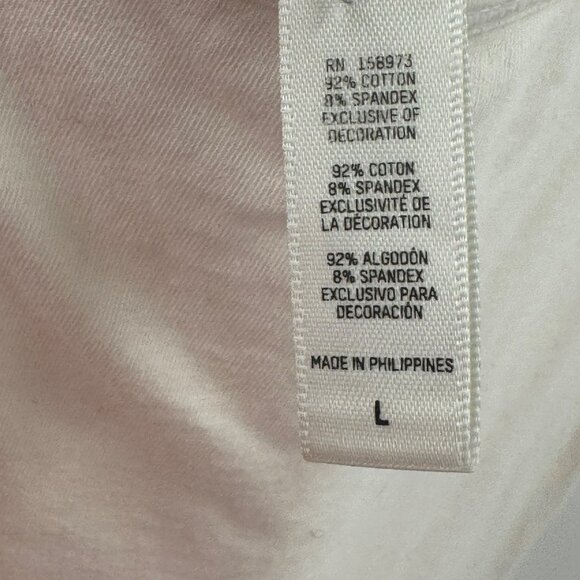 RN 158973
92% COTTON
8% SPANDEX
EXCLUSIVE OF
DECORATION
92% COTON
8% SPANDEX
EXCLUSIVITÉ DE
LA DÉCORATION
92% ALGODÓN
8% SPANDEX
EXCLUSIVO PARA
DECORACIÓN
MADE IN PHILIPPINES
L